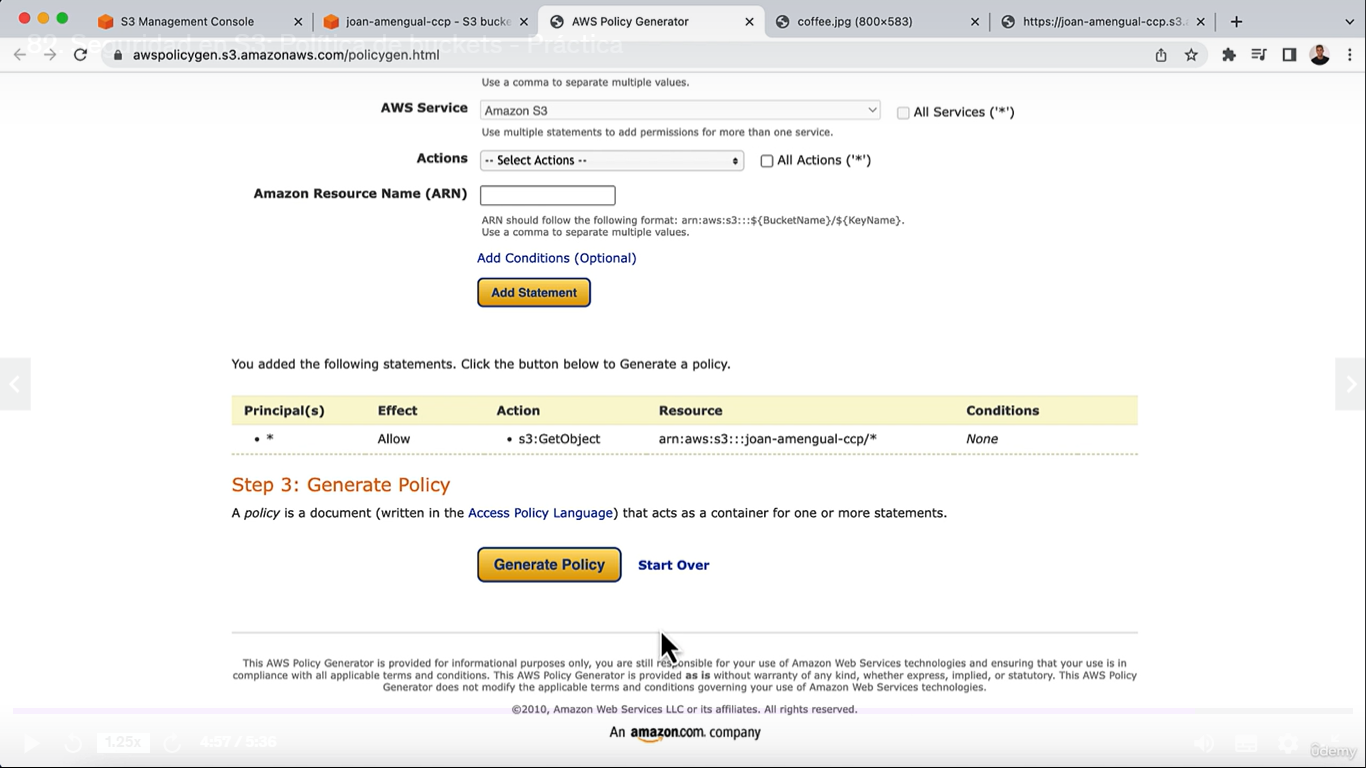 S3 Management Console
joan-amengual-ccp - S3 bucke
AWS Policy Generator
coffee.jpg (800×583)
https://joan-amengual-ccp.s3.
82. Seguridad en S3: Política de buckets - Práctica
awspolicygen.s3.amazonaws.com/policygen.html
Use a comma to separate multiple values.
AWS Service
Amazon S3
All Services ('*')
Use multiple statements to add permissions for more than one service.
Actions
-- Select Actions --
All Actions ('*')
Amazon Resource Name (ARN)
ARN should follow the following format: arn:aws:s3:::${BucketName}/${KeyName}.
Use a comma to separate multiple values.
Add Conditions (Optional)
Add Statement
You added the following statements. Click the button below to Generate a policy.
Principal(s) Effect Action Resource Conditions
• * Allow • s3:GetObject arn:aws:s3:::joan-amengual-ccp/* None
Step 3: Generate Policy
A policy is a document (written in the Access Policy Language) that acts as a container for one or more statements.
Generate Policy Start Over
This AWS Policy Generator is provided for informational purposes only, you are still responsible for your use of Amazon Web Services technologies and ensuring that your use is in
compliance with all applicable terms and conditions. This AWS Policy Generator is provided as is without warranty of any kind, whether express, implied, or statutory. This AWS Policy
Generator does not modify the applicable terms and conditions governing your use of Amazon Web Services technologies.
©2010, Amazon Web Services LLC or its affiliates. All rights reserved.
An amazon.com. company
1.25x
4:57 / 5:36
ûdemy